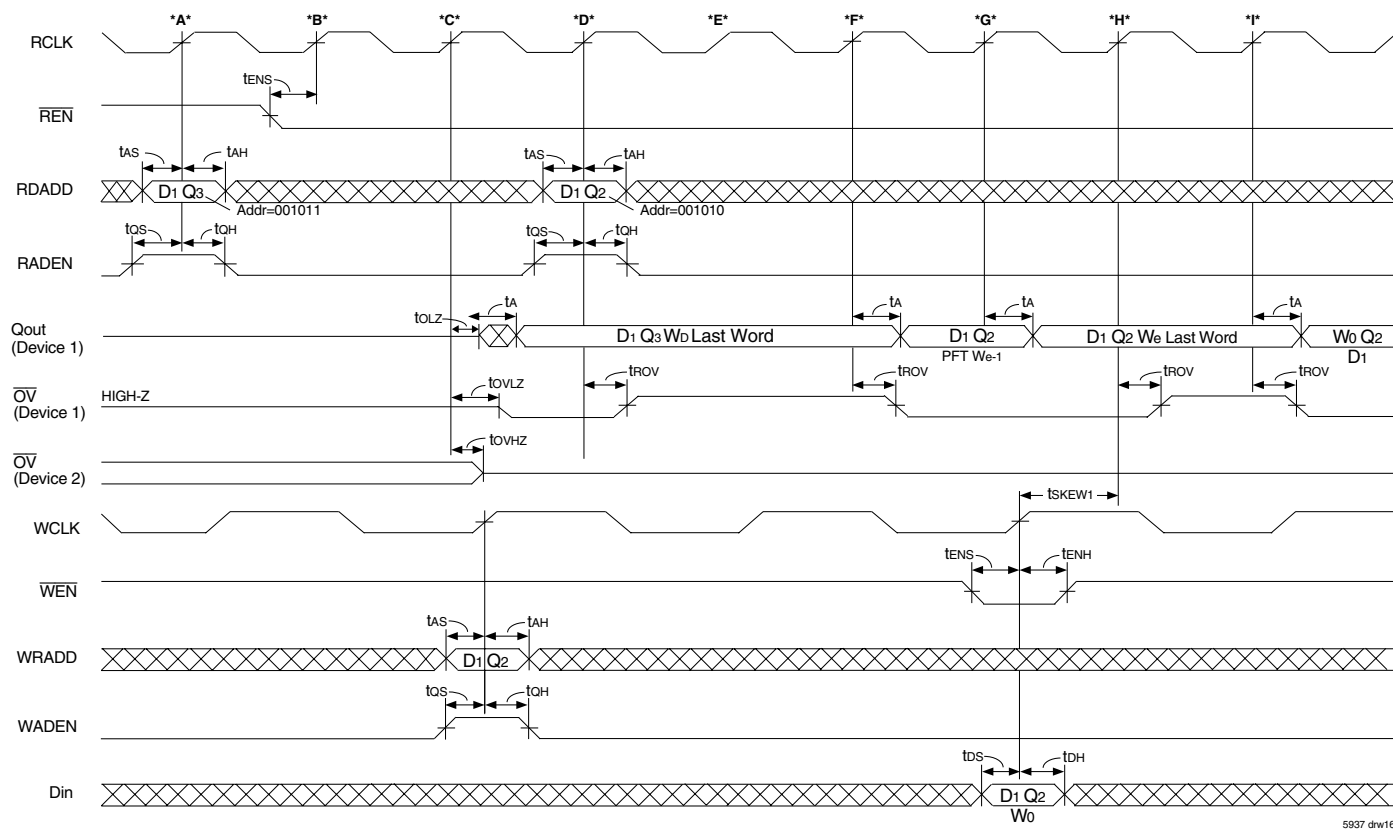 *A* *B* *C* *D* *E* *F* *G* *H* *I*
RCLK
tENS
REN
tAS tAH tAS tAH
RDADD D1 Q3 D1 Q2
Addr=001011 Addr=001010
tQS tQH tQS tQH
RADEN
tA tA tA tA
tOLZ
Qout D1 Q3 WD Last Word D1 Q2 D1 Q2 We Last Word W0 Q2
(Device 1) PFT We-1 D1
tOVLZ tROV tROV tROV tROV
OV HIGH-Z
(Device 1)
tOVHZ
OV
(Device 2)
tSKEW1
WCLK
tENS tENH
WEN
tAS tAH
WRADD D1 Q2
tQS tQH
WADEN
tDS tDH
Din D1 Q2
W0
5937 drw16